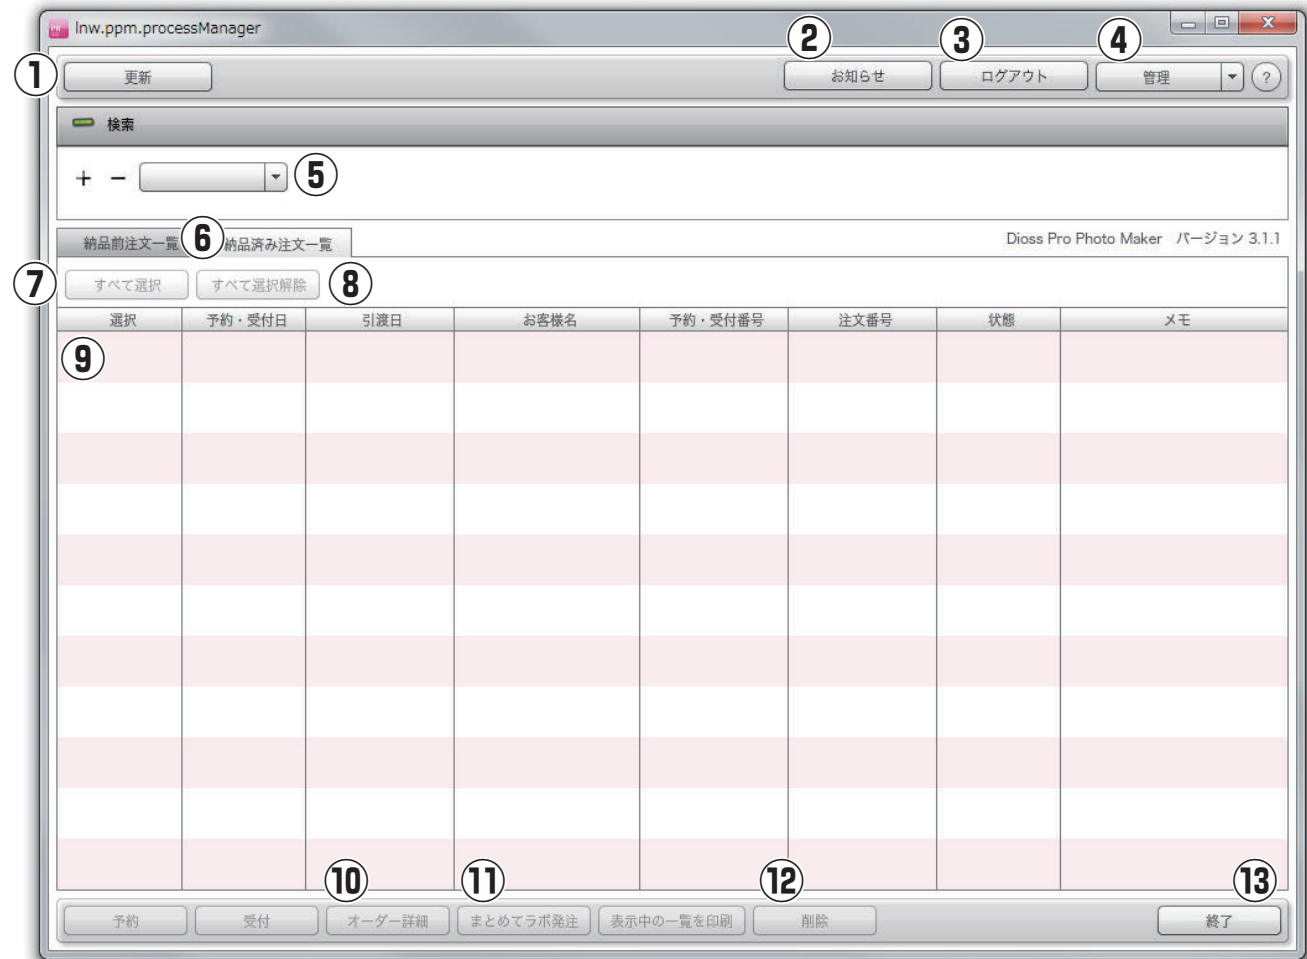 lnw.ppm.processManager
① 更新 ② お知らせ ③ ログアウト ④ 管理 ?
検索
+ − ⑤
納品前注文一覧 ⑥ 納品済み注文一覧 Dioss Pro Photo Maker バージョン 3.1.1
⑦ すべて選択 すべて選択解除 ⑧
選択 予約・受付日 引渡日 お客様名 予約・受付番号 注文番号 状態 メモ
⑨
⑩ ⑪ ⑫ ⑬
予約 受付 オーダー詳細 まとめてラボ発注 表示中の一覧を印刷 削除 終了